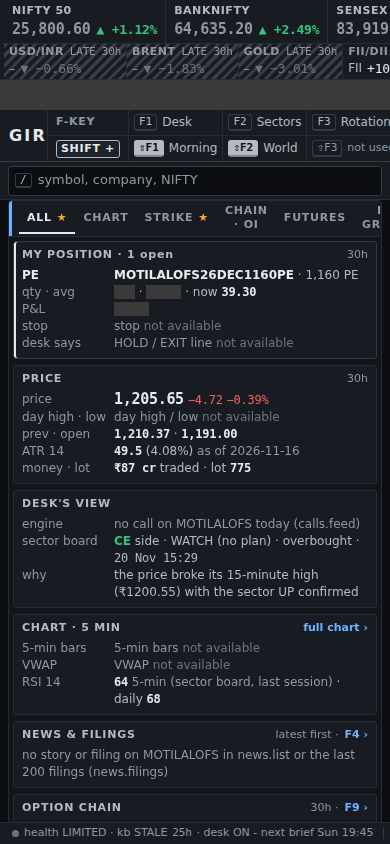 NIFTY 50 BANKNIFTY SENSEX
25,800.60 ▲ +1.12% 64,635.20 ▲ +2.49% 83,919
USD/INR LATE 30h BRENT LATE 30h GOLD LATE 30h FII/DII
– ▼ −0.66% – ▼ −1.83% – ▼ −3.01% FII +10
GIR
F-KEY F1 Desk F2 Sectors F3 Rotation
SHIFT + ⇧F1 Morning ⇧F2 World ⇧F3 not used
/ symbol, company, NIFTY
ALL ★ CHART STRIKE ★ CHAIN · OI FUTURES
MY POSITION · 1 open 30h
PE MOTILALOFS26DEC1160PE · 1,160 PE
qty · avg · · now 39.30
P&L
stop stop not available
desk says HOLD / EXIT line not available
PRICE 30h
price 1,205.65 −4.72 −0.39%
day high · low day high / low not available
prev · open 1,210.37 · 1,191.00
ATR 14 49.5 (4.08%) as of 2026-11-16
money · lot ₹87 cr traded · lot 775
DESK'S VIEW
engine no call on MOTILALOFS today (calls.feed)
sector board CE side · WATCH (no plan) · overbought ·
20 Nov 15:29
why the price broke its 15-minute high
(₹1200.55) with the sector UP confirmed
CHART · 5 MIN full chart ›
5-min bars 5-min bars not available
VWAP VWAP not available
RSI 14 64 5-min (sector board, last session) ·
daily 68
NEWS & FILINGS latest first · F4 ›
no story or filing on MOTILALOFS in news.list or the last
200 filings (news.filings)
OPTION CHAIN 30h · F9 ›
health LIMITED · kb STALE 25h · desk ON - next brief Sun 19:45